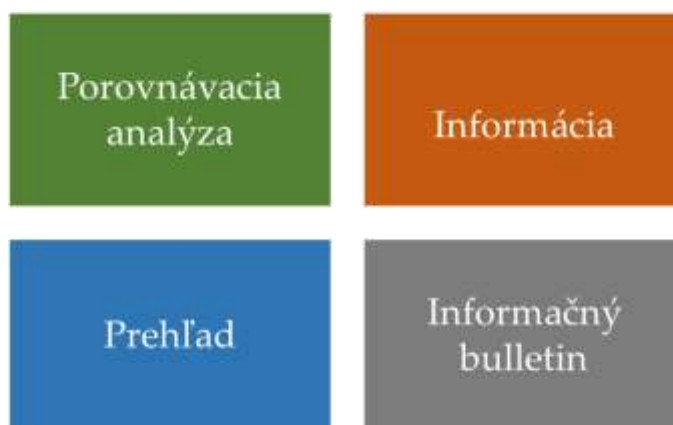 Porovnávacia
analýza
Informácia
Prehľad
Informačný
bulletin